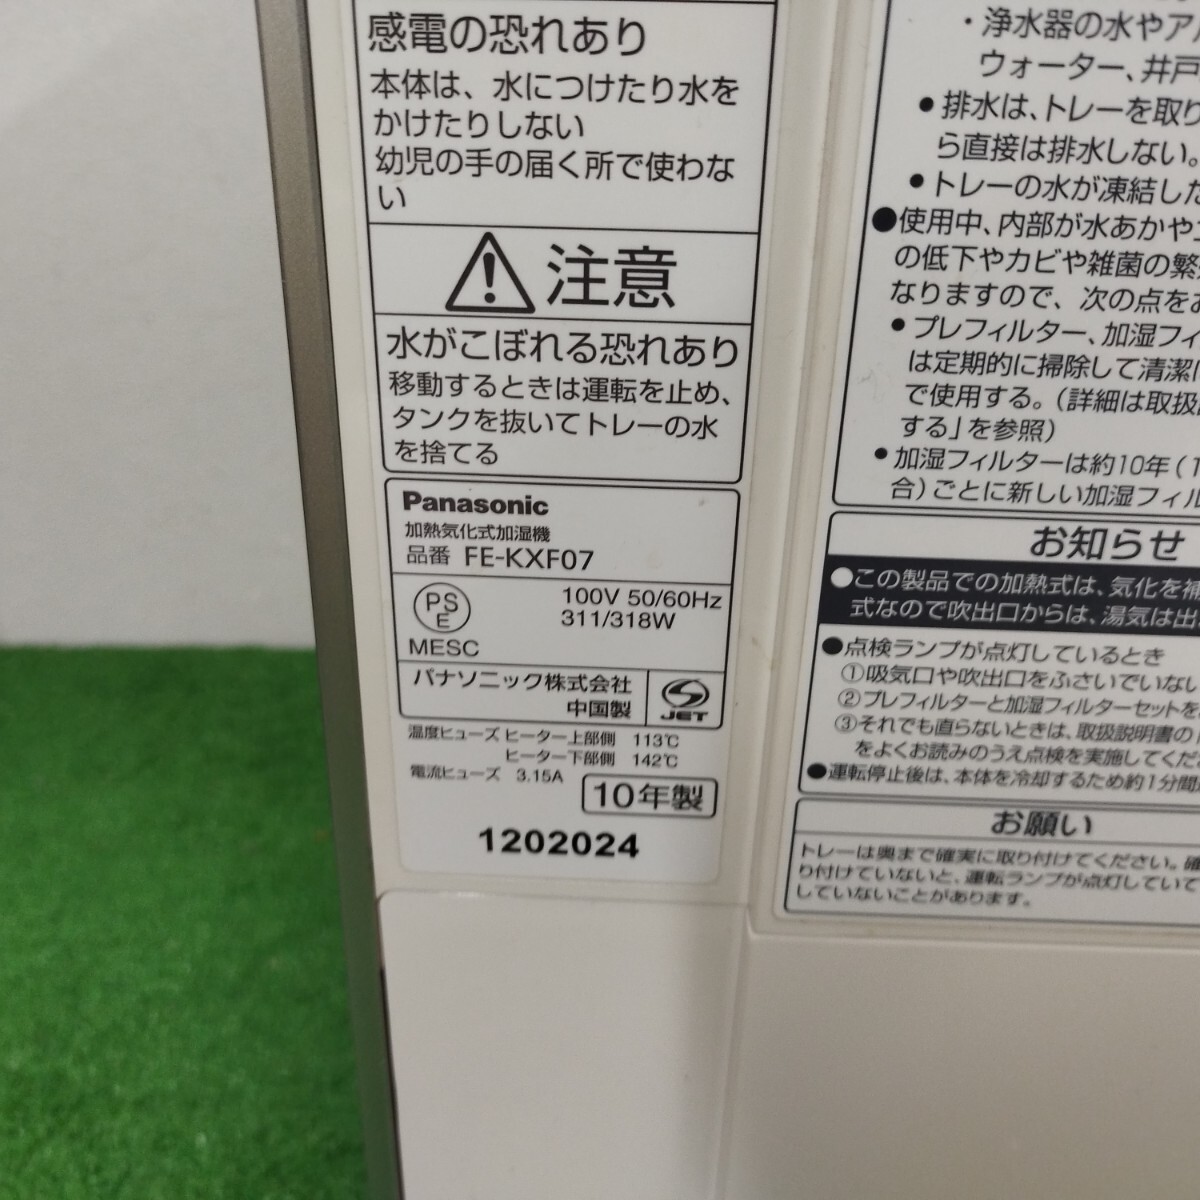 感電の恐れあり
本体は、水につけたり水を
かけたりしない
幼児の手の届く所で使わな
い
注意
水がこぼれる恐れあり
移動するときは運転を止め、
タンクを抜いてトレーの水
を捨てる
Panasonic
加熱気化式加湿機
品番 FE-KXF07
PS
E
100V 50/60Hz
311/318W
MESC
パナソニック株式会社
中国製
S
JET
温度ヒューズ ヒーター上部側 113℃
ヒーター下部側 142℃
電流ヒューズ 3.15A
10年製
1202024
・浄水器の水やア
ウォーター、井戸
●排水は、トレーを取り
ら直接は排水しない。
●トレーの水が凍結した
●使用中、内部が水あかや
の低下やカビや雑菌の繁
なりますので、次の点をお
●プレフィルター、加湿フィ
は定期的に掃除して清潔に
で使用する。(詳細は取扱
する」を参照)
●加湿フィルターは約10年(1
合)ごとに新しい加湿フィル
お知らせ
●この製品での加熱式は、気化を補
式なので吹出口からは、湯気は出
●点検ランプが点灯しているとき
①吸気口や吹出口をふさいでいない
②プレフィルターと加湿フィルターセットを
③それでも直らないときは、取扱説明書の
をよくお読みのうえ点検を実施してくだ
●運転停止後は、本体を冷却するため約1分間
お願い
トレーは奥まで確実に取り付けてください。確
り付けていないと、運転ランプが点灯していて
していないことがあります。